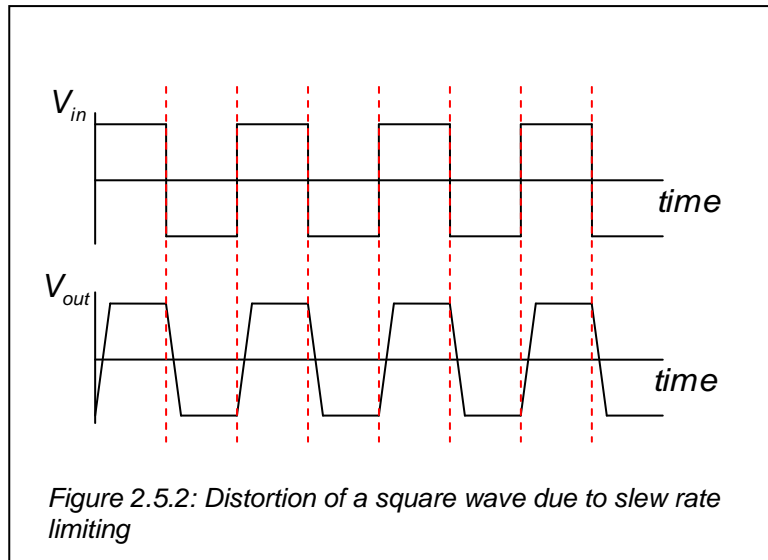 V_in
time
V_out
time
Figure 2.5.2: Distortion of a square wave due to slew rate
limiting